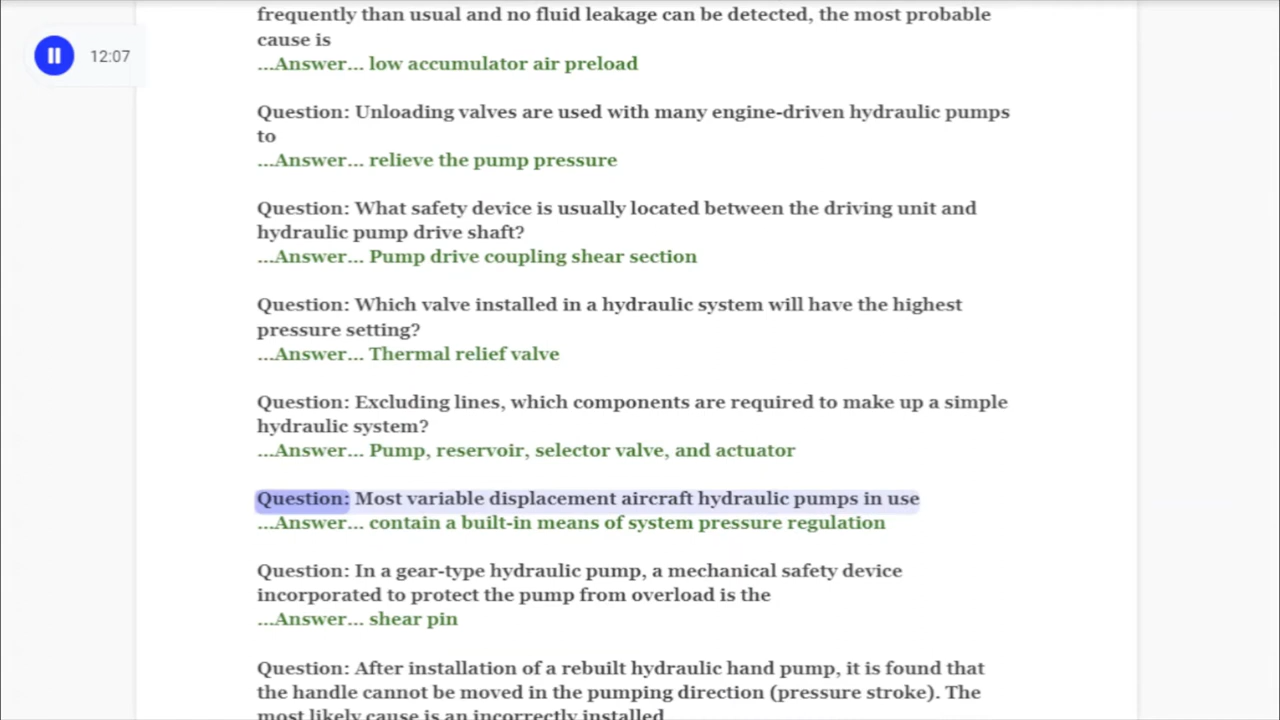 12:07
frequently than usual and no fluid leakage can be detected, the most probable
cause is
...Answer... low accumulator air preload
Question: Unloading valves are used with many engine-driven hydraulic pumps
to
...Answer... relieve the pump pressure
Question: What safety device is usually located between the driving unit and
hydraulic pump drive shaft?
...Answer... Pump drive coupling shear section
Question: Which valve installed in a hydraulic system will have the highest
pressure setting?
...Answer... Thermal relief valve
Question: Excluding lines, which components are required to make up a simple
hydraulic system?
...Answer... Pump, reservoir, selector valve, and actuator
Question: Most variable displacement aircraft hydraulic pumps in use
...Answer... contain a built-in means of system pressure regulation
Question: In a gear-type hydraulic pump, a mechanical safety device
incorporated to protect the pump from overload is the
...Answer... shear pin
Question: After installation of a rebuilt hydraulic hand pump, it is found that
the handle cannot be moved in the pumping direction (pressure stroke). The
most likely cause is an incorrectly installed